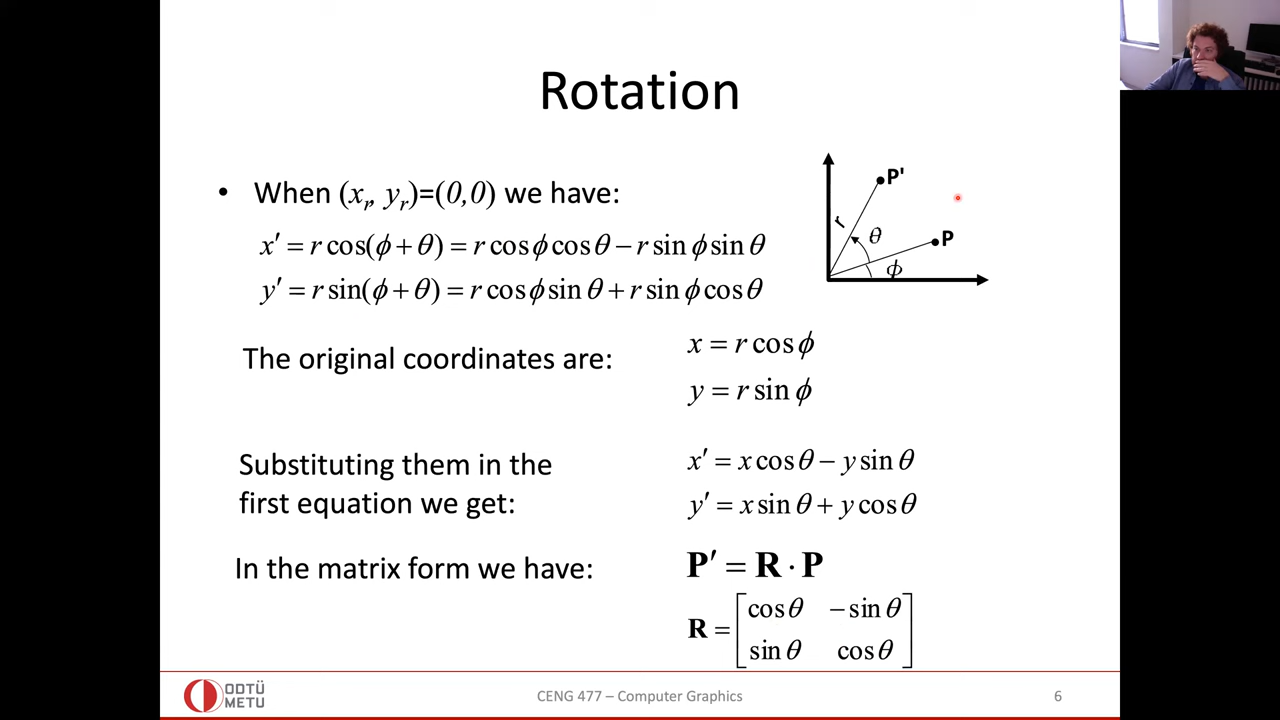 Rotation
• When (xr, yr)=(0,0) we have:
x′ = r cos(ϕ + θ) = r cos ϕ cos θ − r sin ϕ sin θ
y′ = r sin(ϕ + θ) = r cos ϕ sin θ + r sin ϕ cos θ
P'
r
θ
P
ϕ
The original coordinates are:
x = r cos ϕ
y = r sin ϕ
Substituting them in the
first equation we get:
x′ = x cos θ − y sin θ
y′ = x sin θ + y cos θ
In the matrix form we have:
P′ = R · P
R = [cos θ − sin θ
sin θ cos θ]
ODTÜ
METU
CENG 477 – Computer Graphics
6